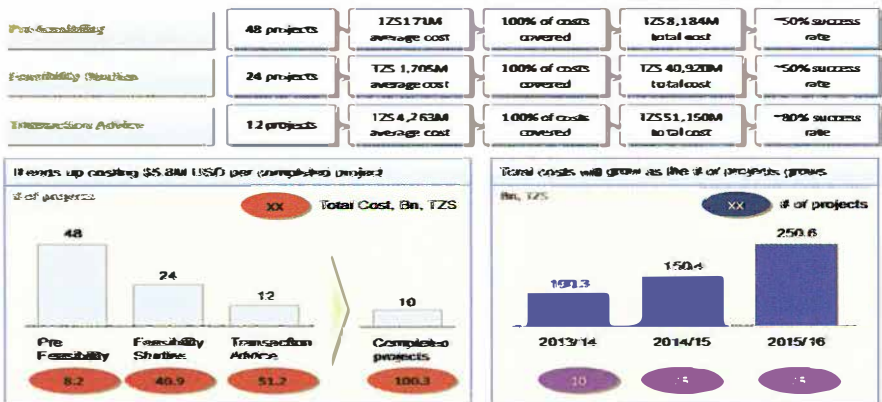 Pre-feasibility
48 projects
TZS171M
average cost
100% of costs
covered
TZS 8,184M
total cost
~50% success
rate
Feasibility Studies
24 projects
TZS 1,705M
average cost
100% of costs
covered
TZS 40,920M
total cost
~50% success
rate
Transaction Advice
12 projects
TZS 4,263M
average cost
100% of costs
covered
TZS 51,150M
total cost
~80% success
rate
It ends up costing $5.8M USD per completed project
# of projects
XX
Total Cost, Bn, TZS
48
24
12
10
Pre
Feasibility
Feasibility
Studies
Transaction
Advice
Completed
projects
8.2
40.9
51.2
100.3
Total costs will grow as the # of projects grows
Bn, TZS
XX
# of projects
100.3
150.4
250.6
2013/14
2014/15
2015/16
10